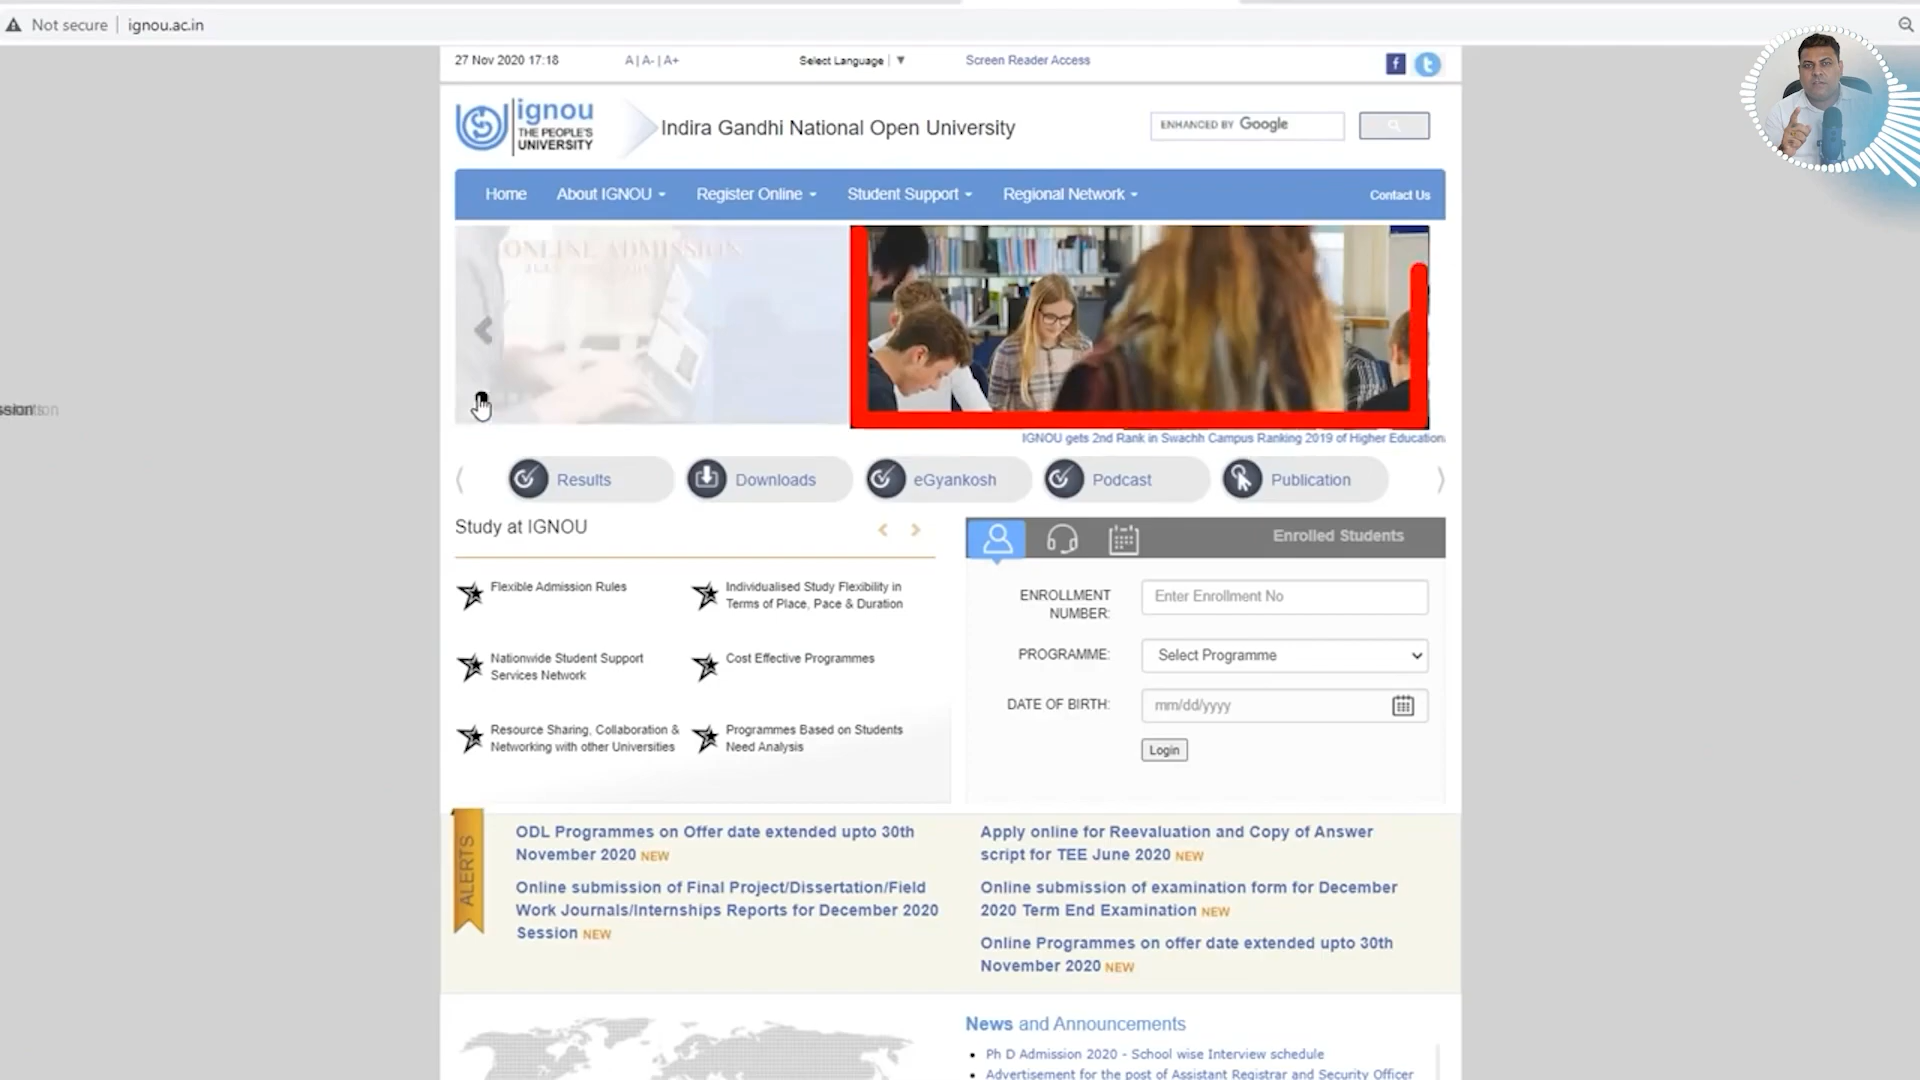 Not secure
ignou.ac.in
27 Nov 2020 17:18
A | A- | A+
Select Language
Screen Reader Access
ignou
THE PEOPLE'S
UNIVERSITY
Indira Gandhi National Open University
ENHANCED BY Google
Home
About IGNOU
Register Online
Student Support
Regional Network
Contact Us
ONLINE ADMISSION
IGNOU gets 2nd Rank in Swachh Campus Ranking 2019 of Higher Education
Results
Downloads
eGyankosh
Podcast
Publication
Study at IGNOU
Flexible Admission Rules
Individualised Study Flexibility in
Terms of Place, Pace & Duration
Nationwide Student Support
Services Network
Cost Effective Programmes
Resource Sharing, Collaboration &
Networking with other Universities
Programmes Based on Students
Need Analysis
Enrolled Students
ENROLLMENT
NUMBER:
Enter Enrollment No
PROGRAMME:
Select Programme
DATE OF BIRTH:
mm/dd/yyyy
Login
ALERTS
ODL Programmes on Offer date extended upto 30th
November 2020 NEW
Online submission of Final Project/Dissertation/Field
Work Journals/Internships Reports for December 2020
Session NEW
Apply online for Reevaluation and Copy of Answer
script for TEE June 2020 NEW
Online submission of examination form for December
2020 Term End Examination NEW
Online Programmes on offer date extended upto 30th
November 2020 NEW
News and Announcements
Ph D Admission 2020 - School wise Interview schedule
Advertisement for the post of Assistant Registrar and Security Officer